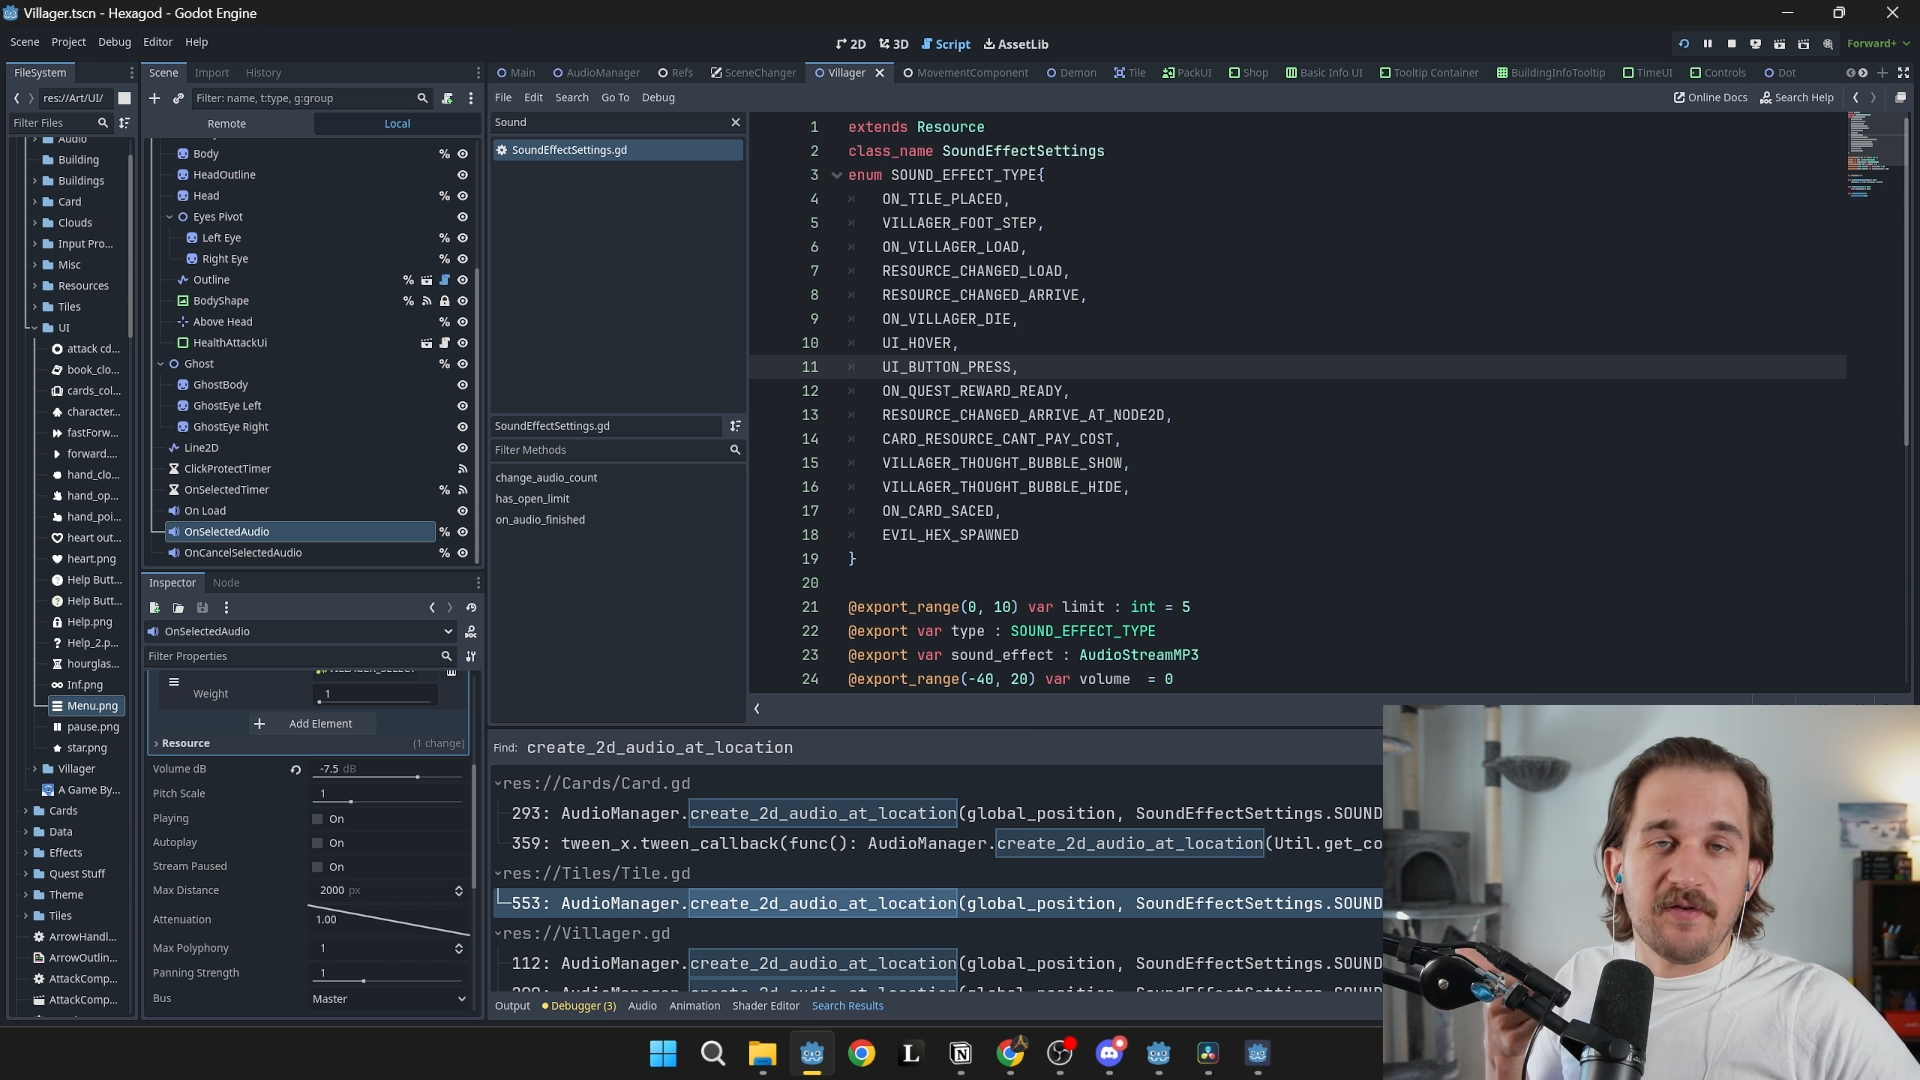 Villager.tscn - Hexagod - Godot Engine
Scene Project Debug Editor Help
2D 3D Script AssetLib
Forward+
FileSystem
res://Art/UI/
Filter Files
Audio
Building
Buildings
Card
Clouds
Input Pro...
Misc
Resources
Tiles
UI
attack cd...
book_clo...
cards_col...
character...
fastForw...
forward....
hand_clo...
hand_op...
hand_poi...
heart out...
heart.png
Help Butt...
Help Butt...
Help.png
Help_2.p...
hourglas...
Inf.png
Menu.png
pause.png
star.png
Villager
A Game By...
Cards
Data
Effects
Quest Stuff
Theme
Tiles
ArrowHandl...
ArrowOutlin...
AttackComp...
AttackComp...
Scene Import History
Filter: name, t:type, g:group
Remote Local
Body
HeadOutline
Head
Eyes Pivot
Left Eye
Right Eye
Outline
BodyShape
Above Head
HealthAttackUi
Ghost
GhostBody
GhostEye Left
GhostEye Right
Line2D
ClickProtectTimer
OnSelectedTimer
On Load
OnSelectedAudio
OnCancelSelectedAudio
Inspector Node
OnSelectedAudio
Filter Properties
Weight 1
Add Element
Resource (1 change)
Volume dB -7.5 dB
Pitch Scale 1
Playing On
Autoplay On
Stream Paused On
Max Distance 2000 px
Attenuation 1.00
Max Polyphony 1
Panning Strength 1
Bus Master
Main AudioManager Refs SceneChanger Villager MovementComponent Demon Tile PackUI Shop Basic Info UI Tooltip Container BuildingInfoTooltip TimeUI Controls Dot
File Edit Search Go To Debug
Online Docs Search Help
Sound
SoundEffectSettings.gd
SoundEffectSettings.gd
Filter Methods
change_audio_count
has_open_limit
on_audio_finished
1 extends Resource
2 class_name SoundEffectSettings
3 enum SOUND_EFFECT_TYPE{
4 ON_TILE_PLACED,
5 VILLAGER_FOOT_STEP,
6 ON_VILLAGER_LOAD,
7 RESOURCE_CHANGED_LOAD,
8 RESOURCE_CHANGED_ARRIVE,
9 ON_VILLAGER_DIE,
10 UI_HOVER,
11 UI_BUTTON_PRESS,
12 ON_QUEST_REWARD_READY,
13 RESOURCE_CHANGED_ARRIVE_AT_NODE2D,
14 CARD_RESOURCE_CANT_PAY_COST,
15 VILLAGER_THOUGHT_BUBBLE_SHOW,
16 VILLAGER_THOUGHT_BUBBLE_HIDE,
17 ON_CARD_SACED,
18 EVIL_HEX_SPAWNED
19 }
20
21 @export_range(0, 10) var limit : int = 5
22 @export var type : SOUND_EFFECT_TYPE
23 @export var sound_effect : AudioStreamMP3
24 @export_range(-40, 20) var volume = 0
Find: create_2d_audio_at_location
res://Cards/Card.gd
293: AudioManager.create_2d_audio_at_location(global_position, SoundEffectSettings.SOUND
359: tween_x.tween_callback(func(): AudioManager.create_2d_audio_at_location(Util.get_co
res://Tiles/Tile.gd
553: AudioManager.create_2d_audio_at_location(global_position, SoundEffectSettings.SOUND
res://Villager.gd
112: AudioManager.create_2d_audio_at_location(global_position, SoundEffectSettings.SOUND
Output Debugger (3) Audio Animation Shader Editor Search Results